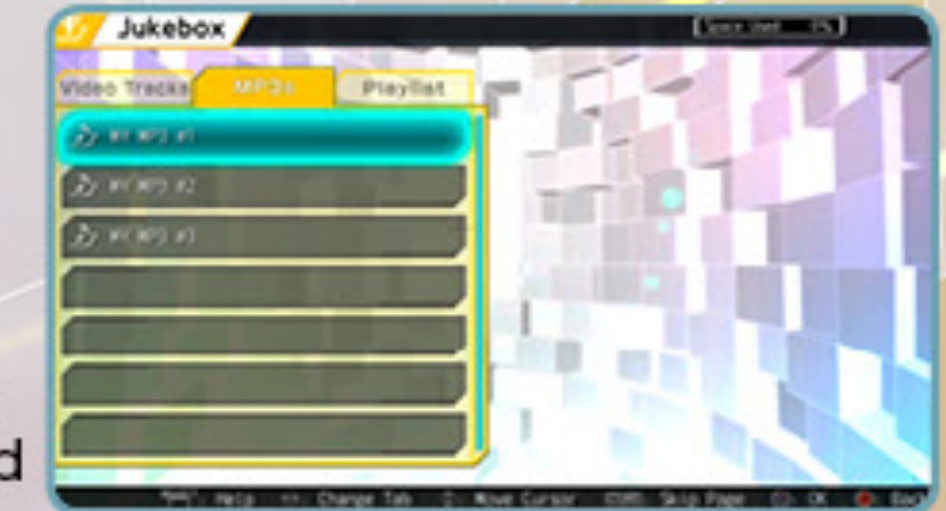 Jukebox
Space Used
Video Tracks MP3s Playlist
MY MP3 #1
MY MP3 #2
MY MP3 #3
d
Help Change Tab Move Cursor Skip Page OK Back